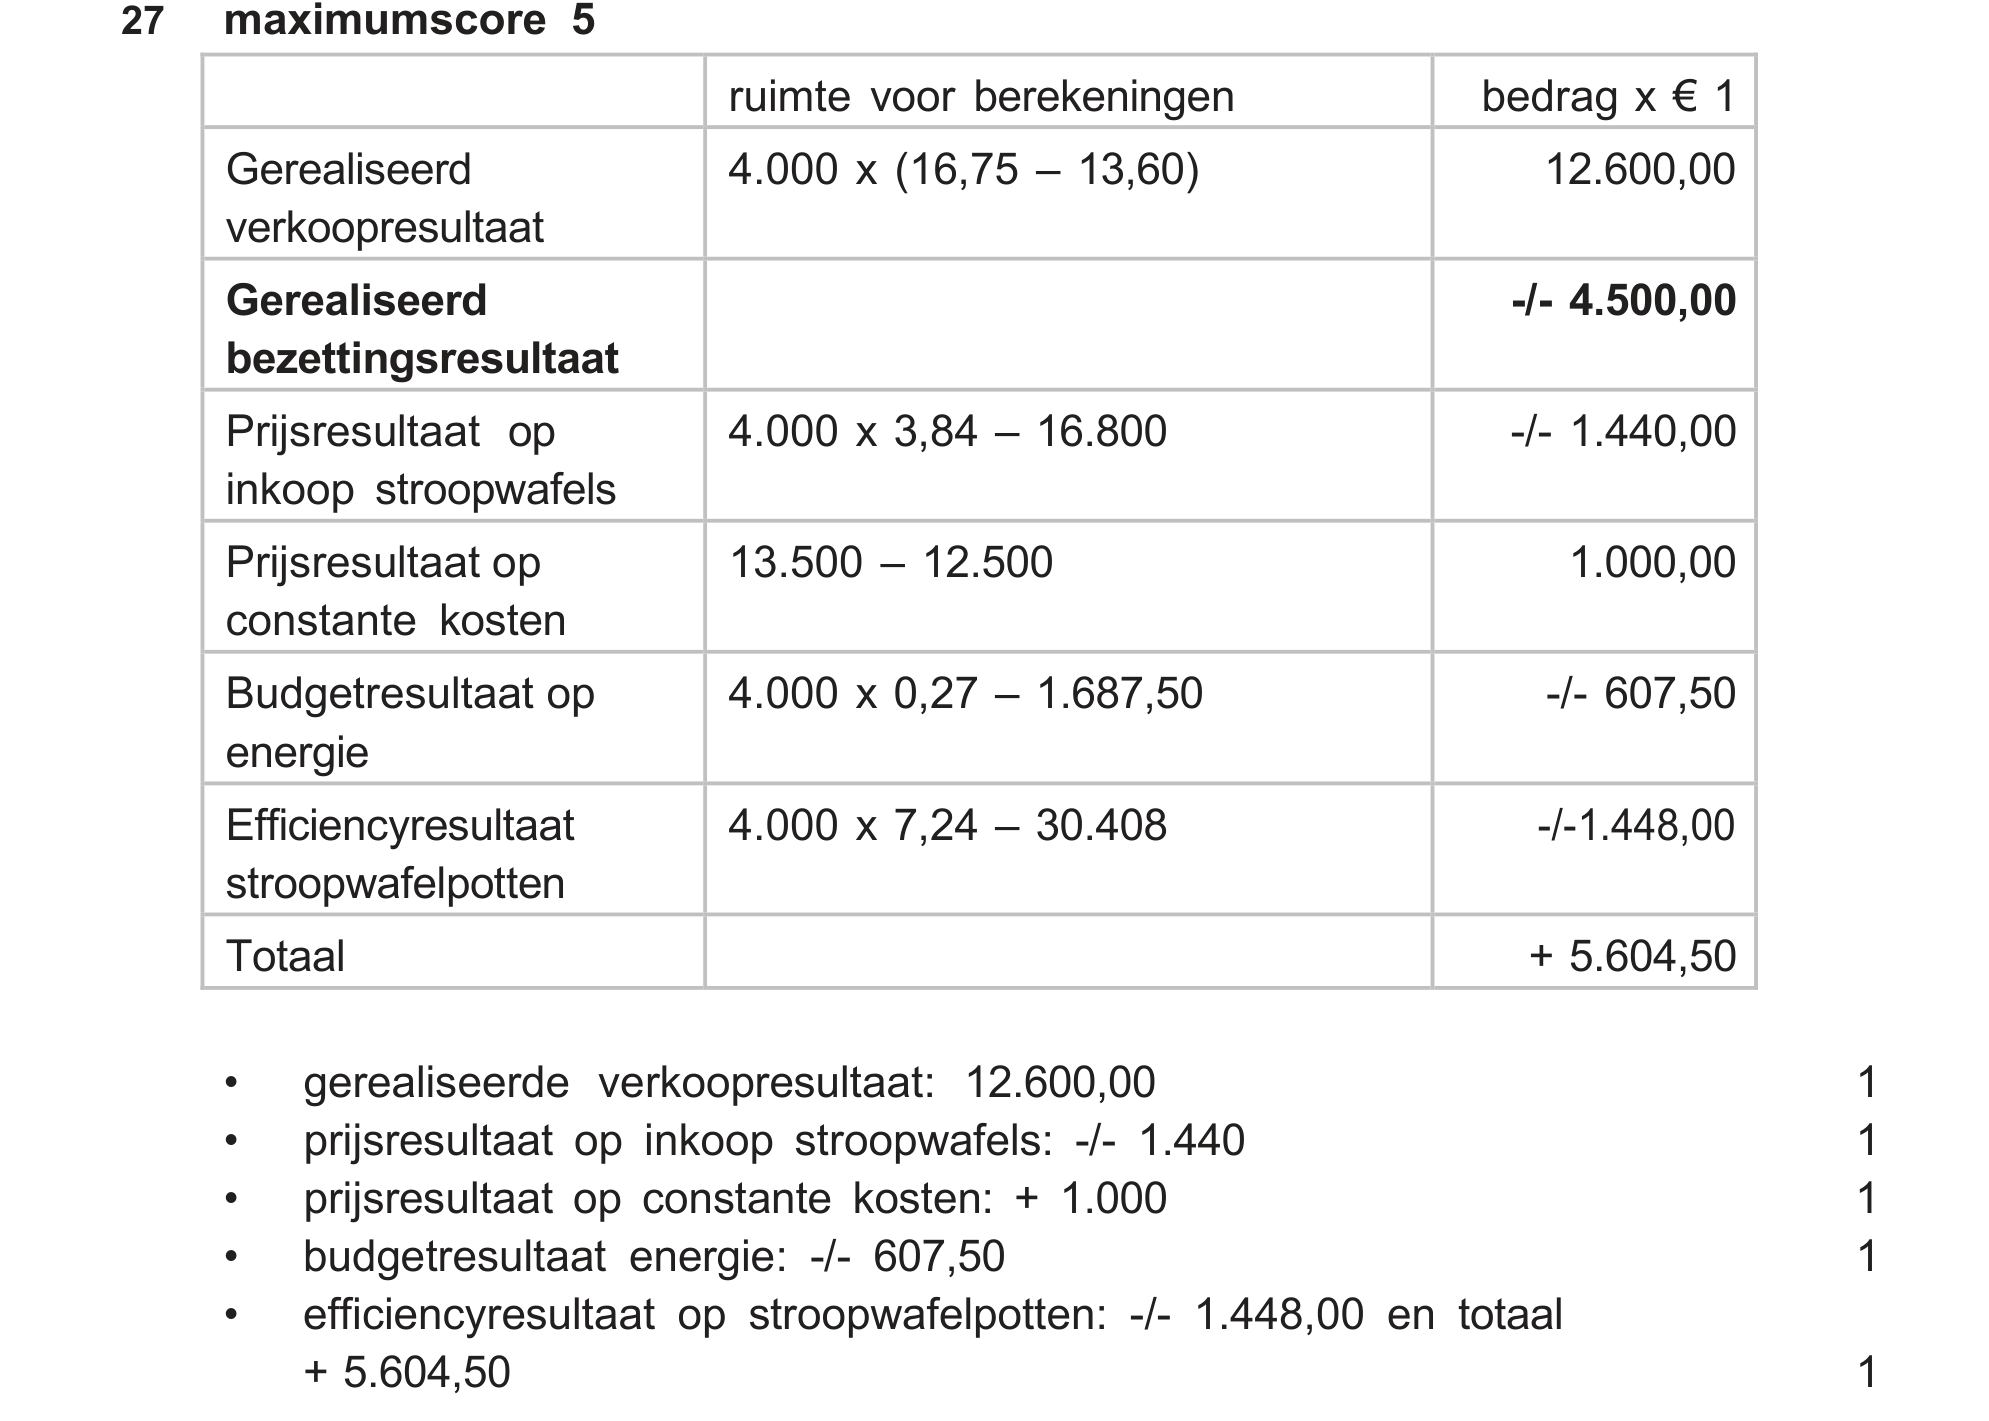 27 maximumscore 5
ruimte voor berekeningen bedrag x € 1
Gerealiseerd 4.000 x (16,75 – 13,60) 12.600,00
verkoopresultaat
Gerealiseerd -/- 4.500,00
bezettingsresultaat
Prijsresultaat op 4.000 x 3,84 – 16.800 -/- 1.440,00
inkoop stroopwafels
Prijsresultaat op 13.500 – 12.500 1.000,00
constante kosten
Budgetresultaat op 4.000 x 0,27 – 1.687,50 -/- 607,50
energie
Efficiencyresultaat 4.000 x 7,24 – 30.408 -/-1.448,00
stroopwafelpotten
Totaal + 5.604,50
• gerealiseerde verkoopresultaat: 12.600,00 1
• prijsresultaat op inkoop stroopwafels: -/- 1.440 1
• prijsresultaat op constante kosten: + 1.000 1
• budgetresultaat energie: -/- 607,50 1
• efficiencyresultaat op stroopwafelpotten: -/- 1.448,00 en totaal
+ 5.604,50 1